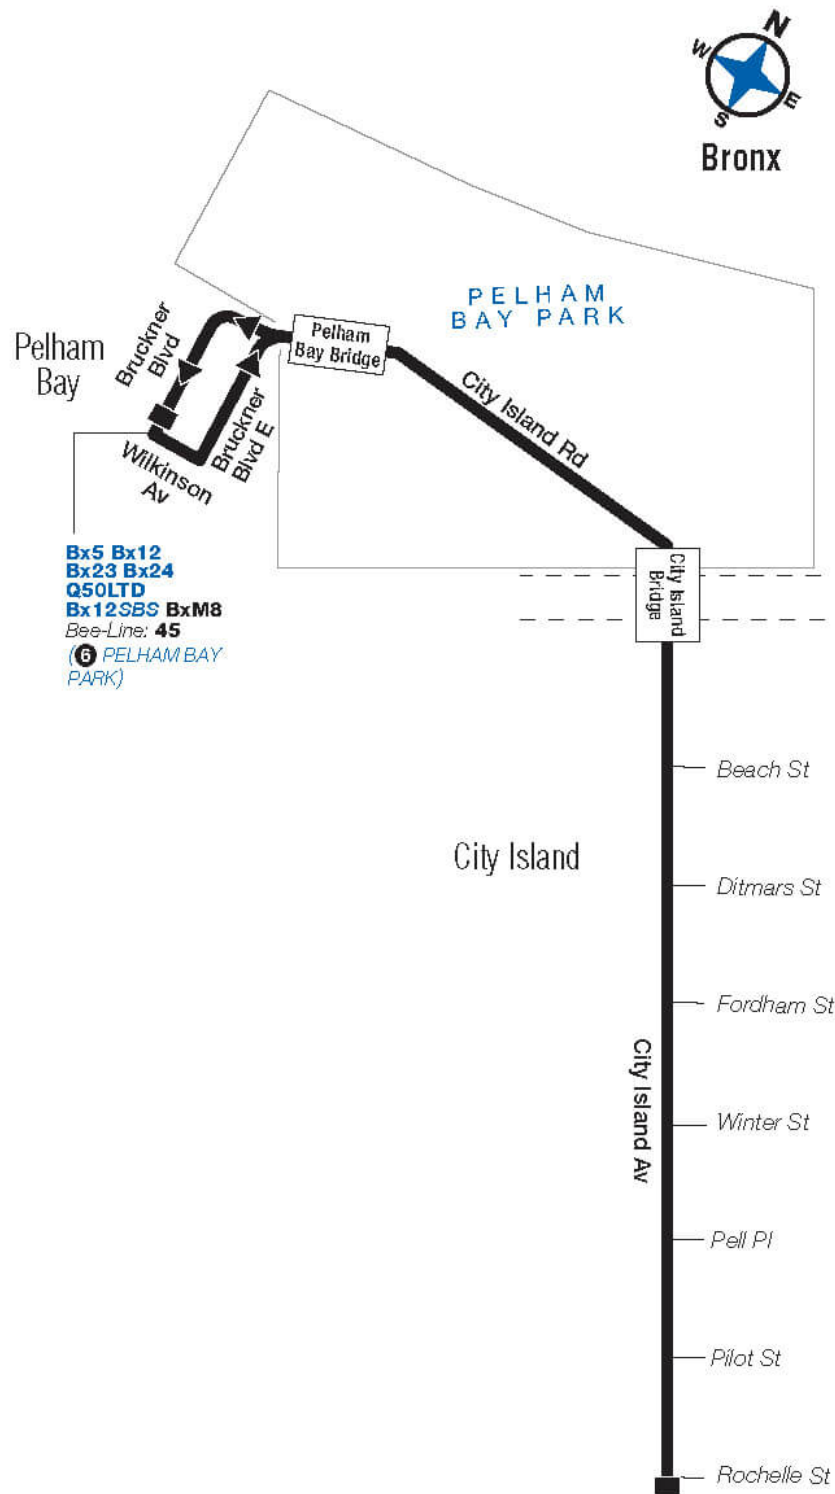 N
W
E
S
Bronx
PELHAM
BAY PARK
Pelham
Bay
Bruckner
Blvd
Pelham
Bay Bridge
City Island Rd
Bruckner
Blvd E
Wilkinson
Av
Bx5 Bx12
Bx23 Bx24
Q50LTD
Bx12SBS BxM8
Bee-Line: 45
(6 PELHAM BAY
PARK)
City Island
Bridge
Beach St
City Island
Ditmars St
Fordham St
City Island Av
Winter St
Pell Pl
Pilot St
Rochelle St